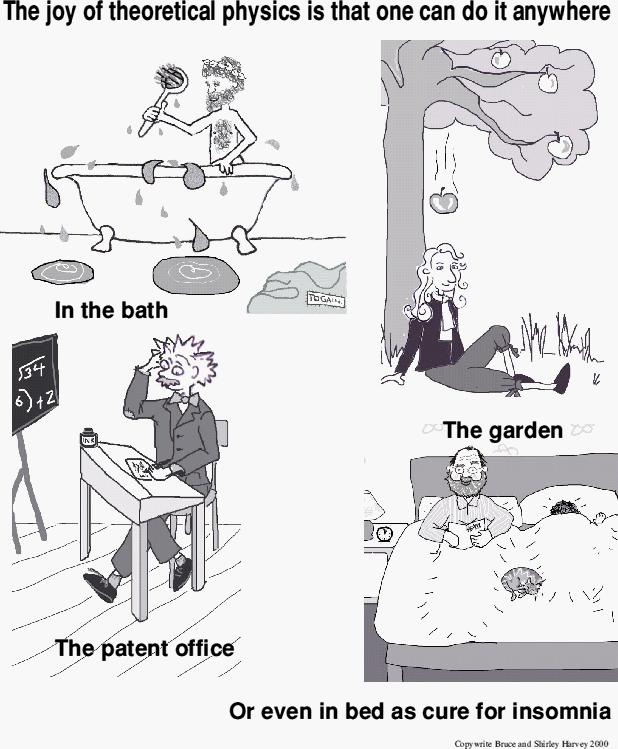 The joy of theoretical physics is that one can do it anywhere
TOGA
In the bath
√34
6)+2
INK
The garden
The patent office
Or even in bed as cure for insomnia
Copywrite Bruce and Shirley Harvey 2000